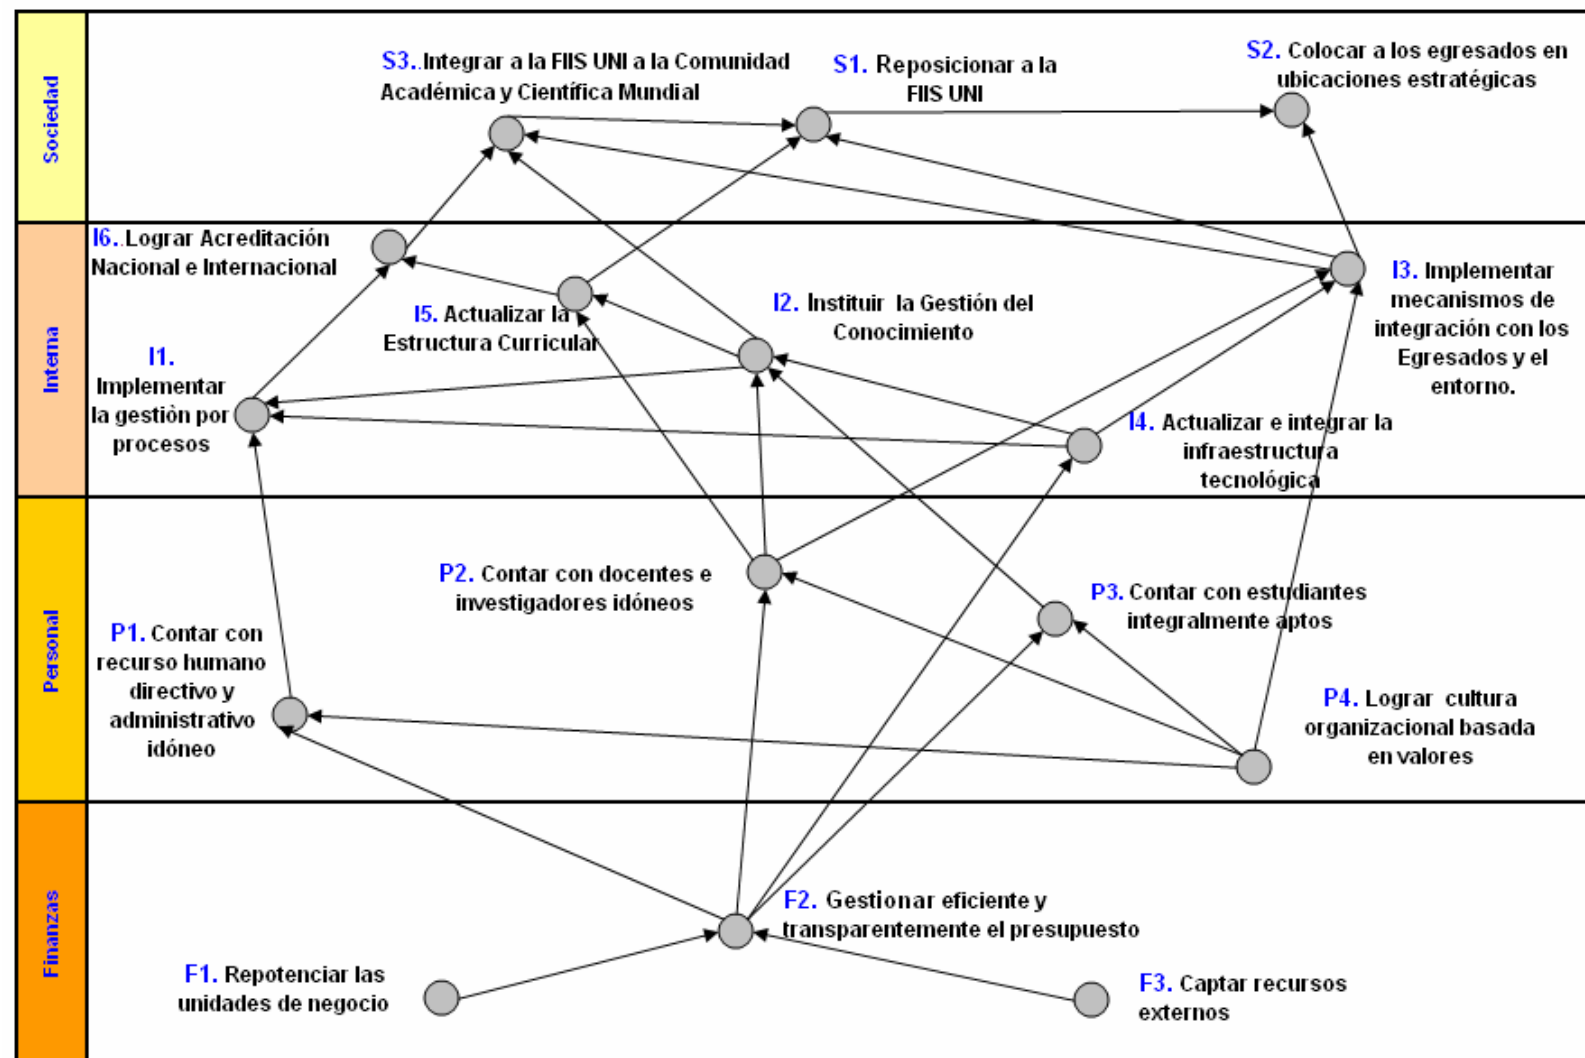 Sociedad
S3..Integrar a la FIIS UNI a la Comunidad
Académica y Científica Mundial
S1. Reposicionar a la
FIIS UNI
S2. Colocar a los egresados en
ubicaciones estratégicas
Interna
I6..Lograr Acreditación
Nacional e Internacional
I5. Actualizar la
Estructura Curricular
I2. Instituir la Gestión del
Conocimiento
I3. Implementar
mecanismos de
integración con los
Egresados y el
entorno.
I1.
Implementar
la gestiòn por
procesos
I4. Actualizar e integrar la
infraestructura
tecnológica
Personal
P2. Contar con docentes e
investigadores idóneos
P3. Contar con estudiantes
integralmente aptos
P1. Contar con
recurso humano
directivo y
administrativo
idóneo
P4. Lograr cultura
organizacional basada
en valores
Finanzas
F2. Gestionar eficiente y
transparentemente el presupuesto
F1. Repotenciar las
unidades de negocio
F3. Captar recursos
externos